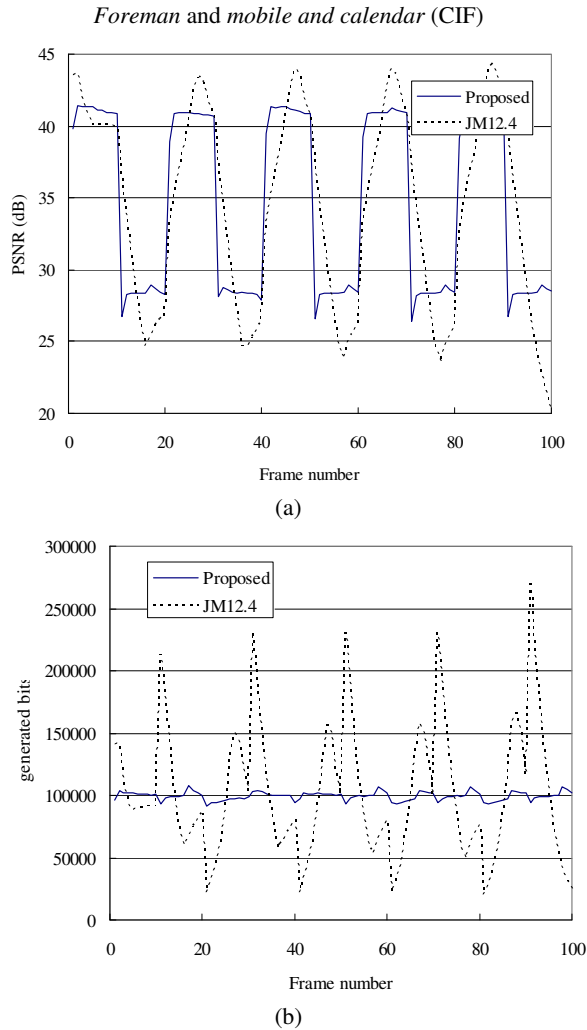 Foreman and mobile and calendar (CIF)
45
40
35
30
25
20
PSNR (dB)
Proposed
JM12.4
0 20 40 60 80 100
Frame number
(a)
300000
250000
200000
150000
100000
50000
0
generated bits
Proposed
JM12.4
0 20 40 60 80 100
Frame number
(b)